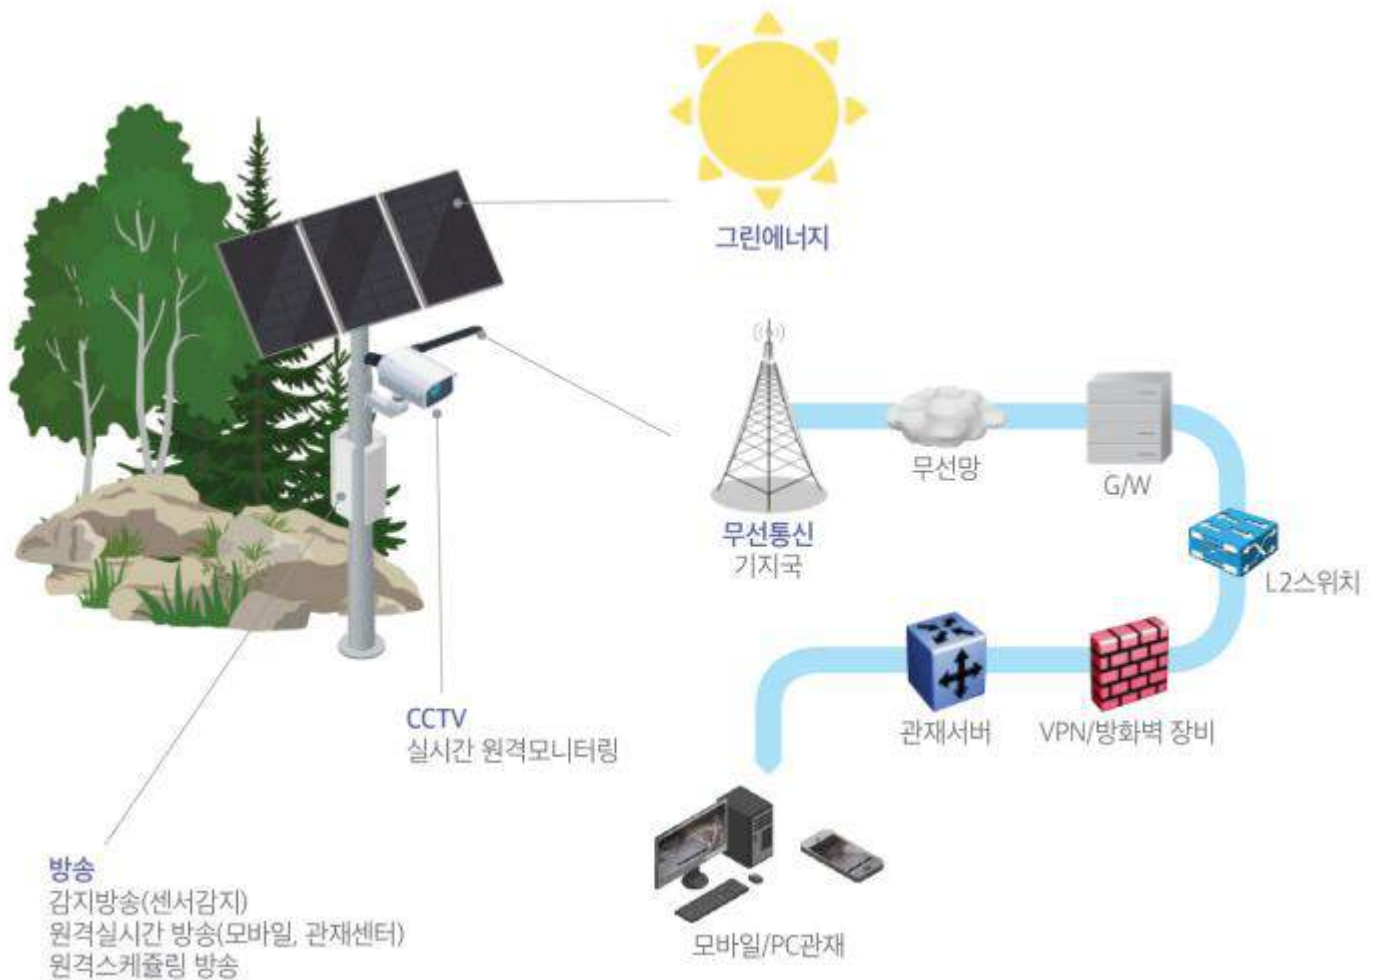 그린에너지
무선망
G/W
무선통신
기지국
L2스위치
관재서버
VPN/방화벽 장비
CCTV
실시간 원격모니터링
모바일/PC관재
방송
감지방송(센서감지)
원격실시간 방송(모바일, 관재센터)
원격스케쥴링 방송